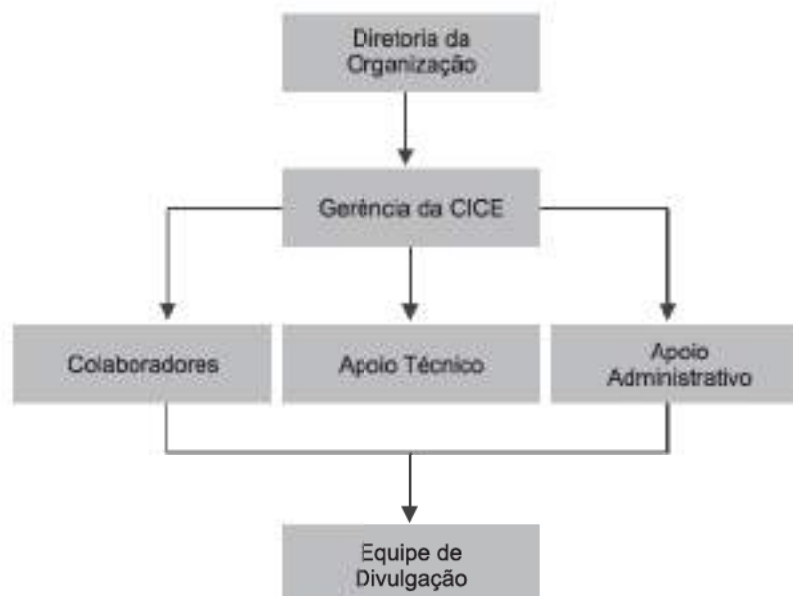 Diretoria da
Organização
Gerência da CICE
Colaboradores
Apoio Técnico
Apoio
Administrativo
Equipe de
Divulgação